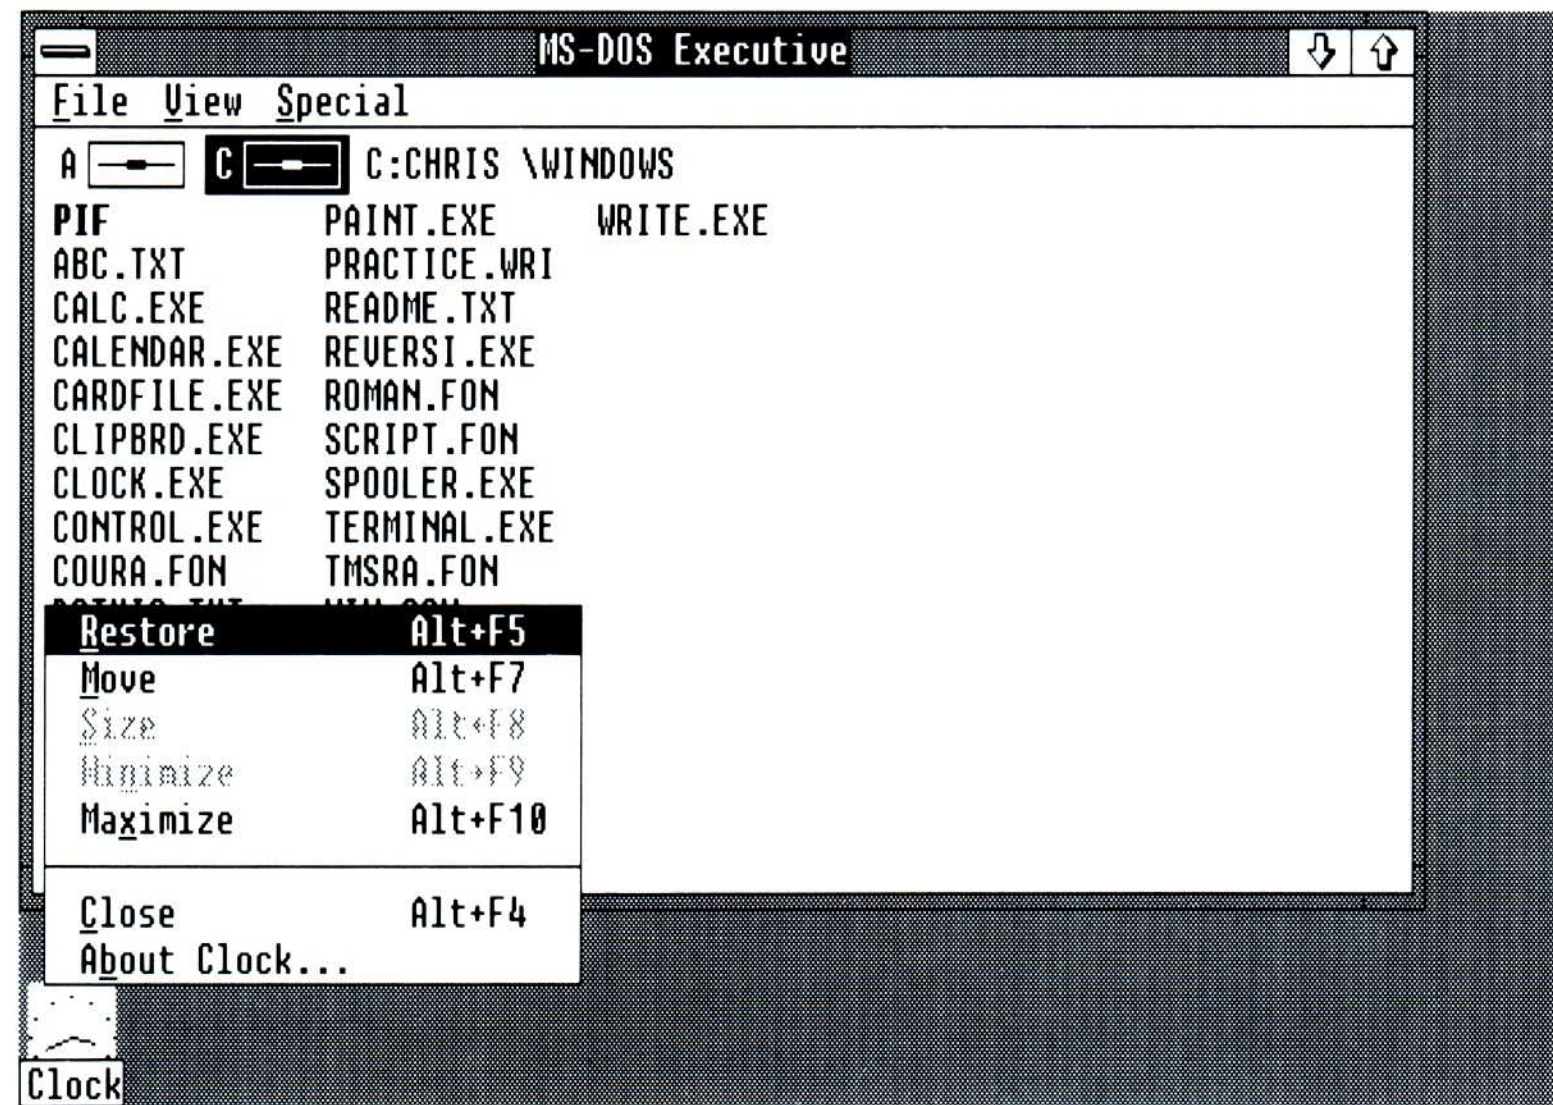 MS-DOS Executive
File View Special
A C C:CHRIS \WINDOWS
PIF PAINT.EXE WRITE.EXE
ABC.TXT PRACTICE.WRI
CALC.EXE README.TXT
CALENDAR.EXE REVERSI.EXE
CARDFILE.EXE ROMAN.FON
CLIPBRD.EXE SCRIPT.FON
CLOCK.EXE SPOOLER.EXE
CONTROL.EXE TERMINAL.EXE
COURA.FON TMSRA.FON
Restore Alt+F5
Move Alt+F7
Size Alt+F8
Minimize Alt+F9
Maximize Alt+F10
Close Alt+F4
About Clock...
Clock